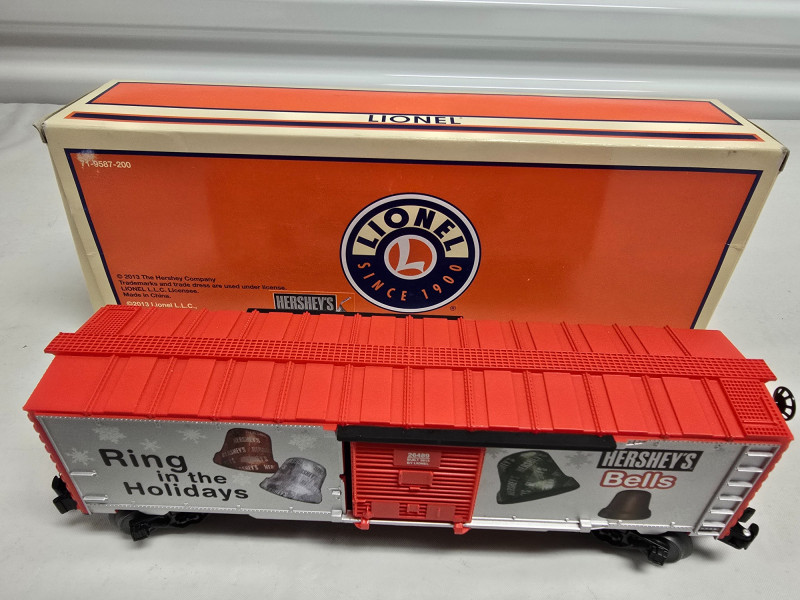 LIONEL
71-9587-200
LIONEL
L
SINCE 1900
®
© 2013 The Hershey Company
Trademarks and trade dress are used under license.
LIONEL L.L.C. Licensee.
Made in China.
©2013 Lionel L.L.C.
HERSHEY'S
Ring
in the
Holidays
HERSHEY'S
Bells